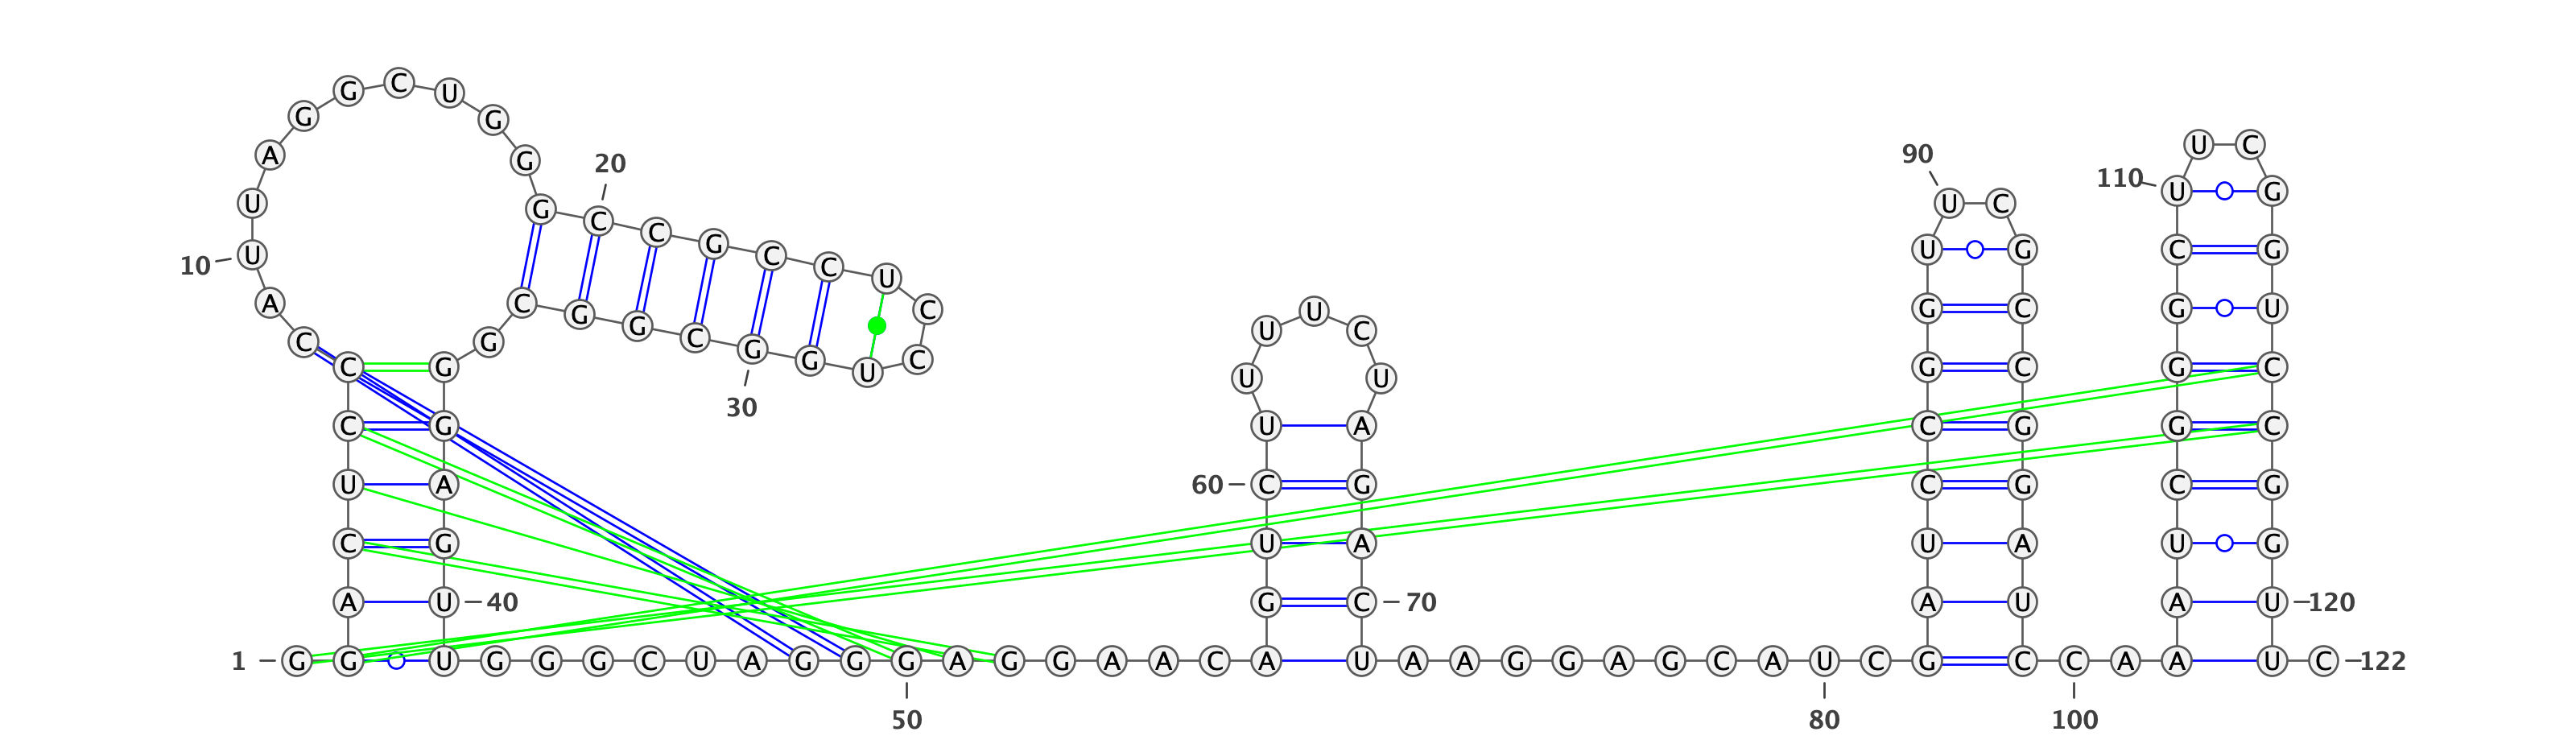 1
G G A C U C C C A U
10
U A G G C U G G G C
20
C G C C U C C U G G
30
C G G C G G G A G U
40
U G G G C U A G G G
50
A G G A A C A G U C
60
U U U U C U A G A C
70
U A A G G A G C A U
80
C G A U C C G G U U
90
C G C C G G A U C C
100
A A A U C G G G C U
110
U C G G U C C G G U
120
U C
122